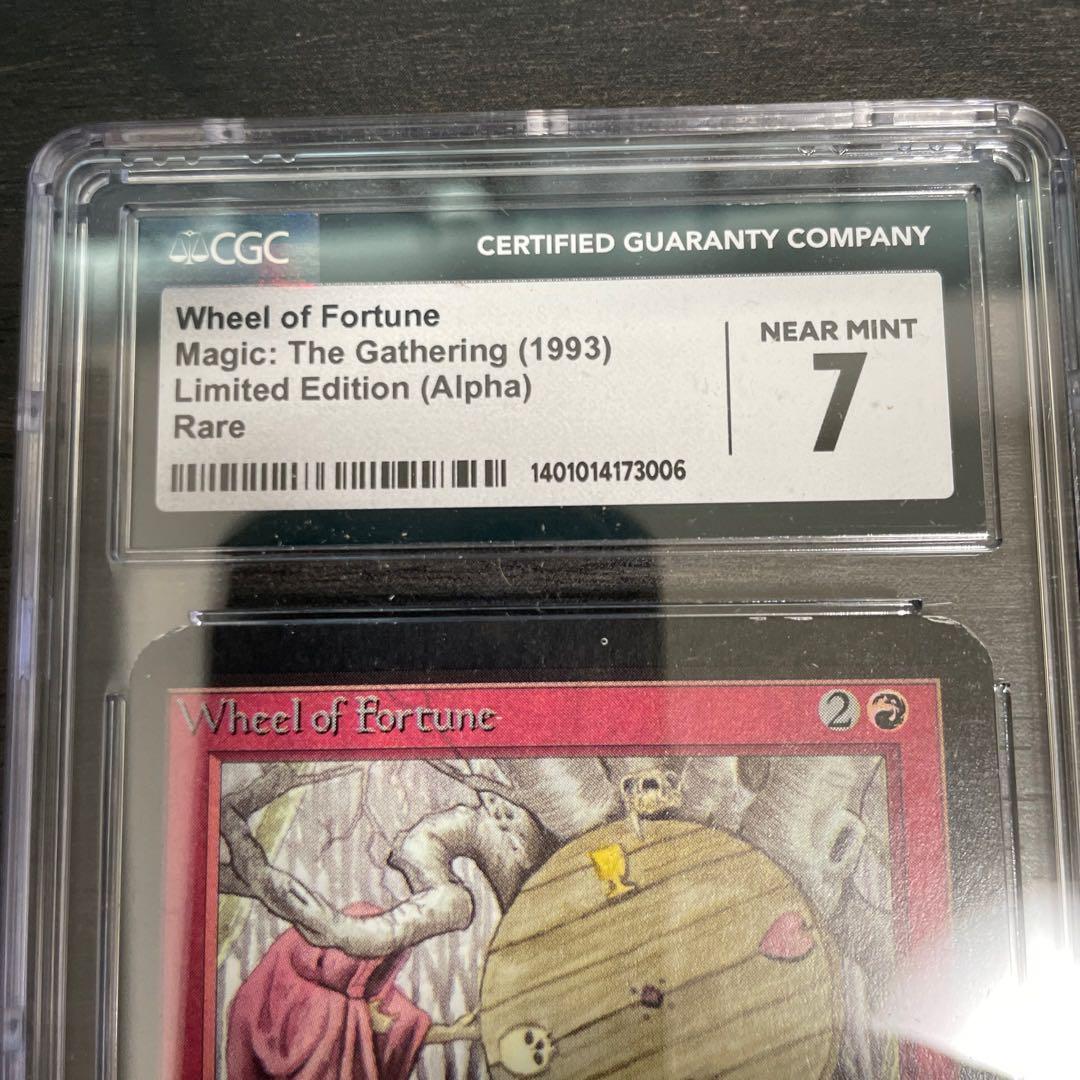 CGC
CERTIFIED GUARANTY COMPANY
Wheel of Fortune
Magic: The Gathering (1993)
Limited Edition (Alpha)
Rare
1401014173006
NEAR MINT
7
Wheel of Fortune
2